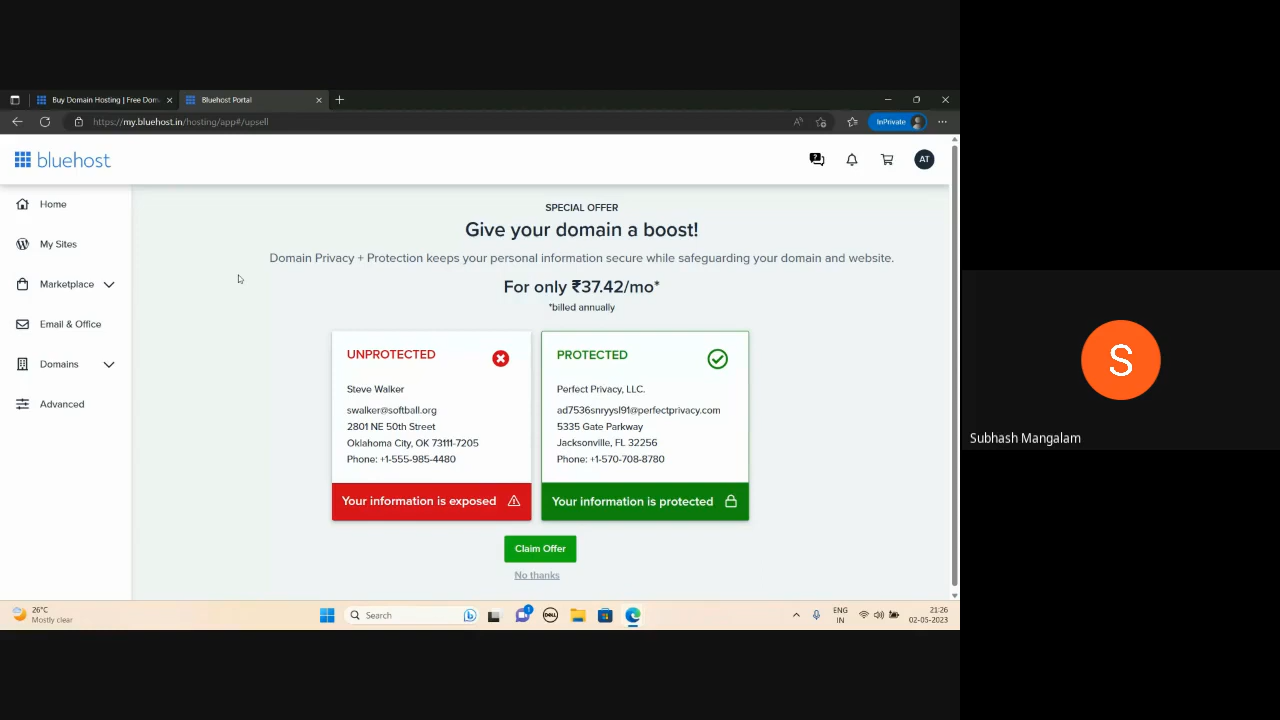 Buy Domain Hosting | Free Dom
Bluehost Portal
https://my.bluehost.in/hosting/app#/upsell
InPrivate
bluehost
AT
Home
My Sites
Marketplace
Email & Office
Domains
Advanced
SPECIAL OFFER
Give your domain a boost!
Domain Privacy + Protection keeps your personal information secure while safeguarding your domain and website.
For only ₹37.42/mo*
*billed annually
UNPROTECTED
Steve Walker
swalker@softball.org
2801 NE 50th Street
Oklahoma City, OK 73111-7205
Phone: +1-555-985-4480
Your information is exposed
PROTECTED
Perfect Privacy, LLC.
ad7536snryysl91@perfectprivacy.com
5335 Gate Parkway
Jacksonville, FL 32256
Phone: +1-570-708-8780
Your information is protected
Claim Offer
No thanks
S
Subhash Mangalam
26°C
Mostly clear
Search
1
DELL
ENG
IN
21:26
02-05-2023